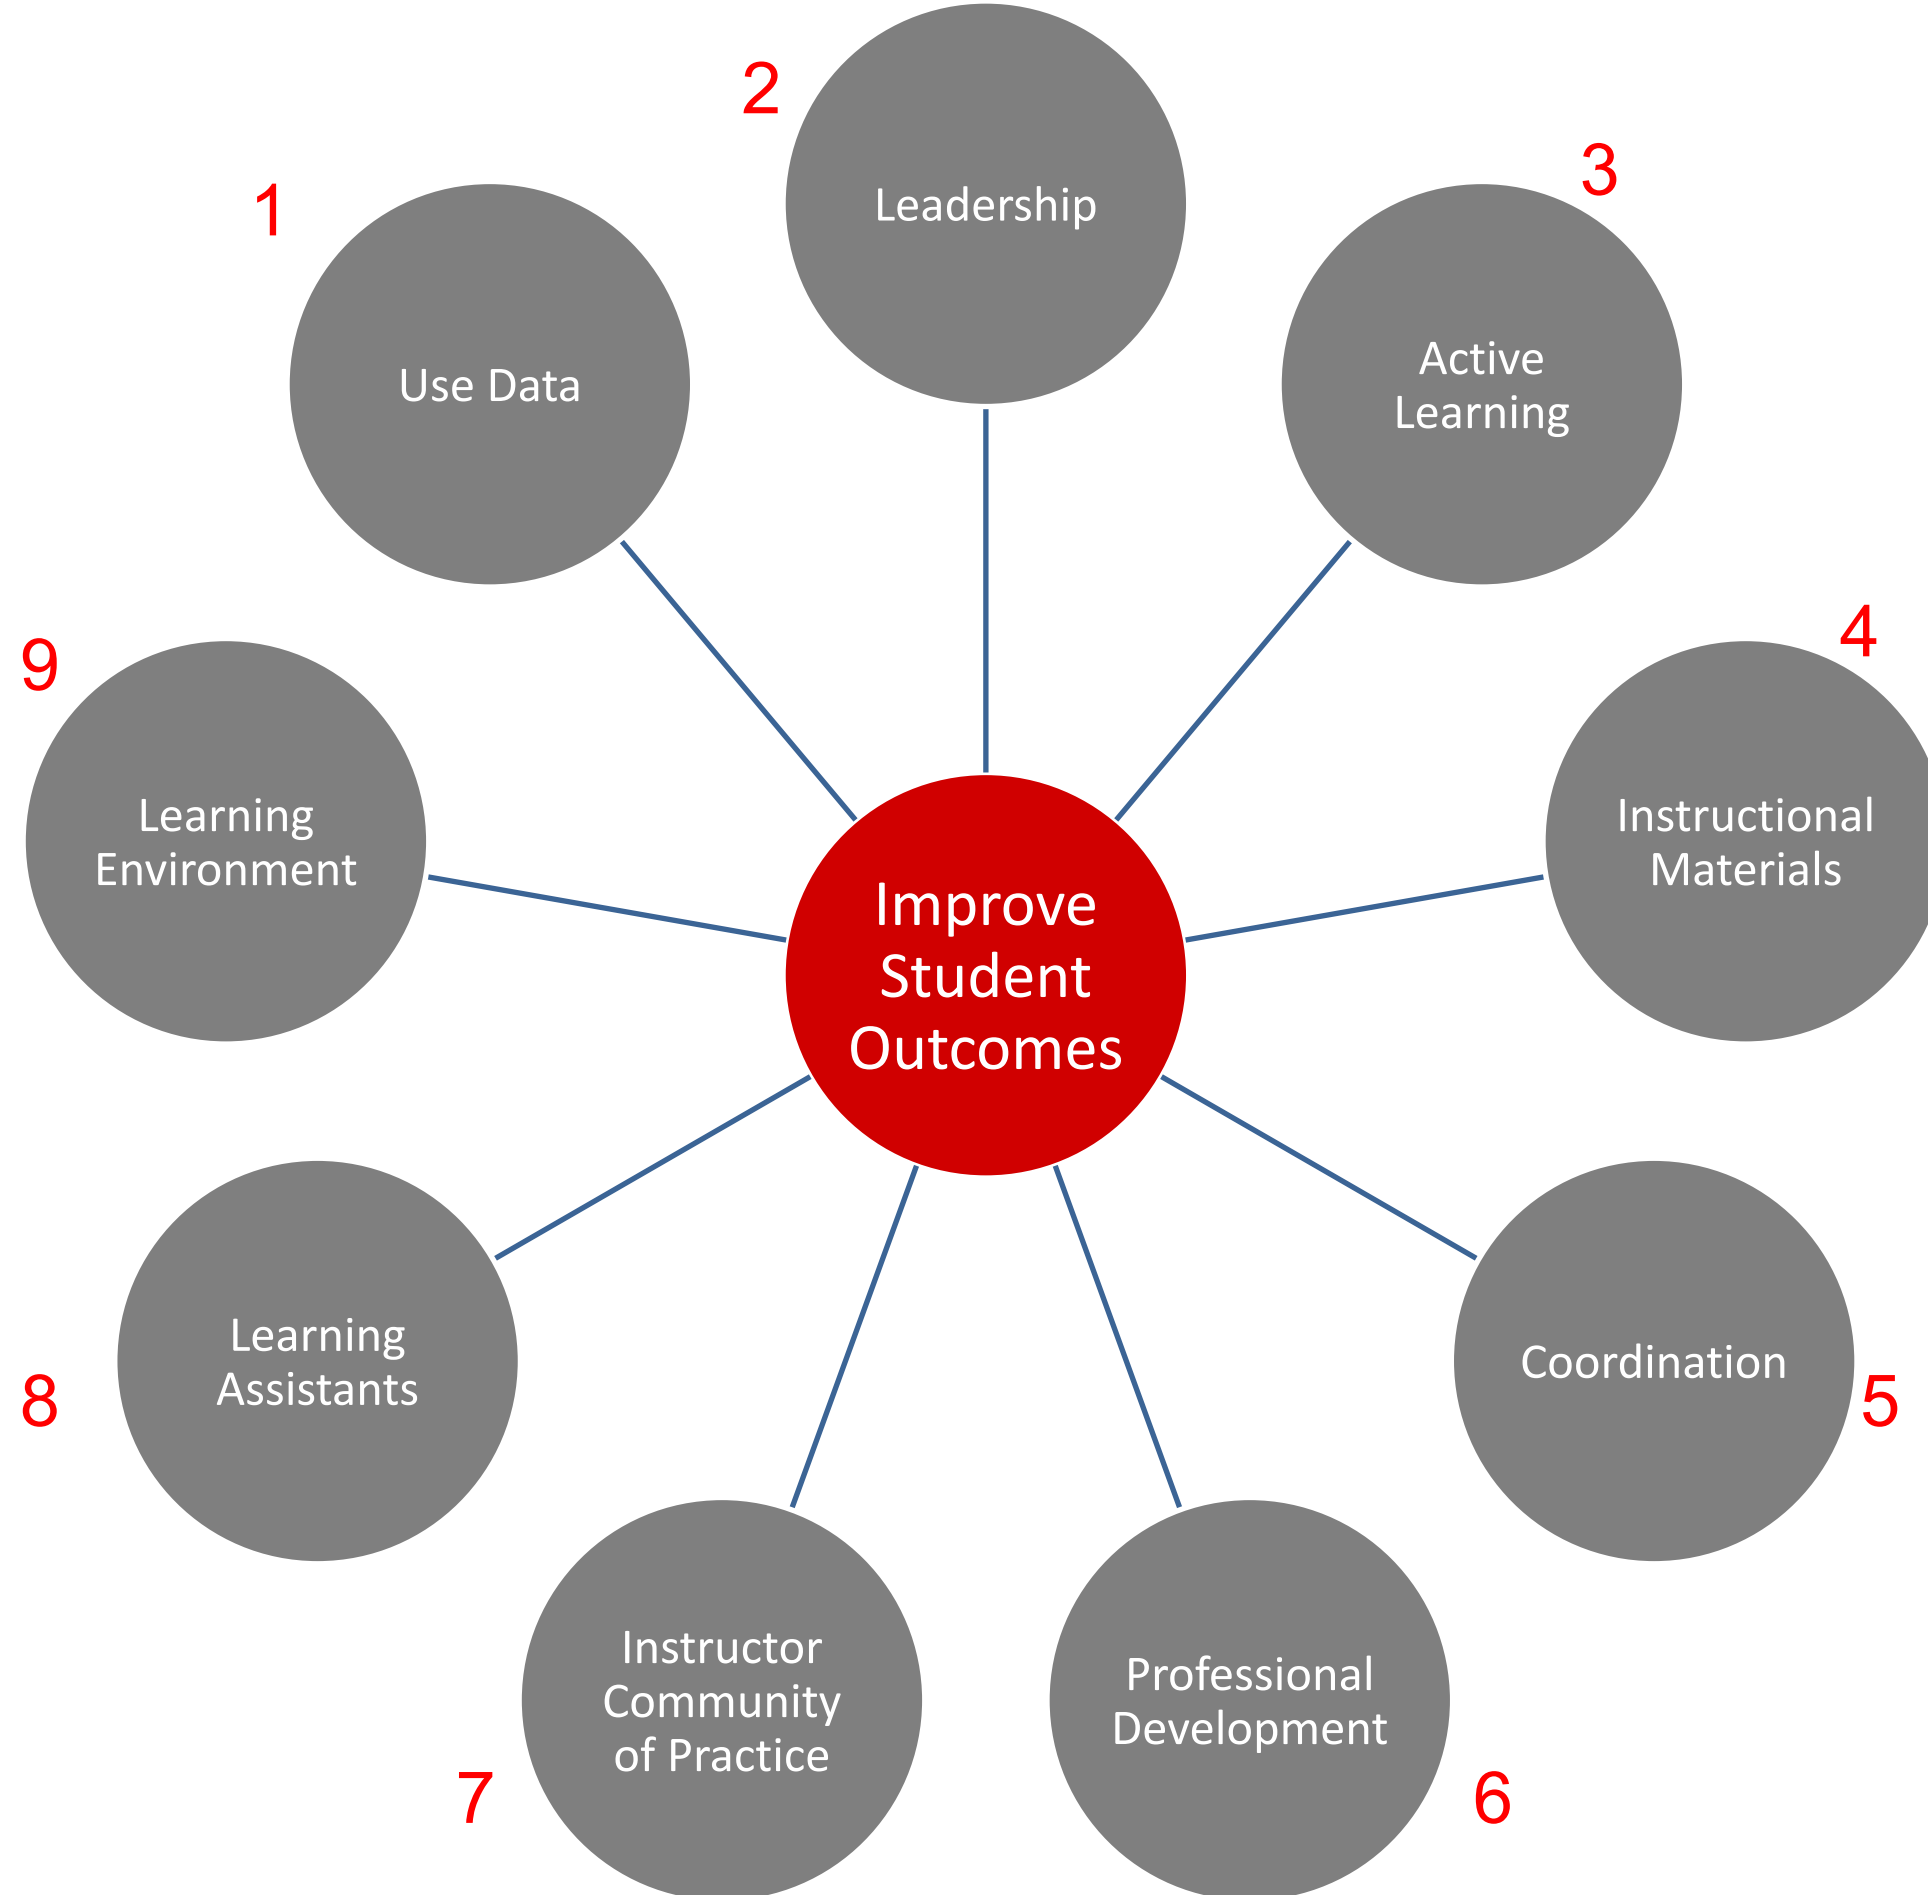 1
Use Data
2
Leadership
3
Active
Learning
4
Instructional
Materials
5
Coordination
6
Professional
Development
7
Instructor
Community
of Practice
8
Learning
Assistants
9
Learning
Environment
Improve
Student
Outcomes